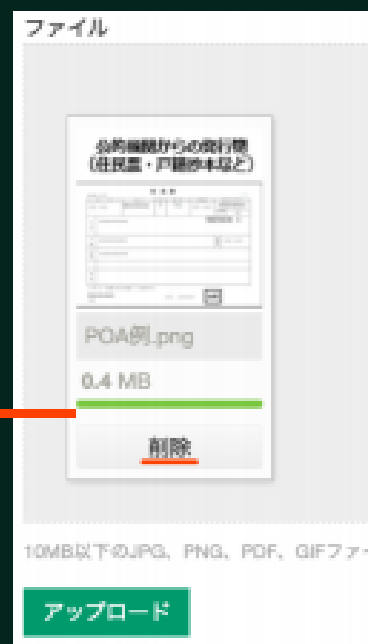 ファイル
公的機関からの発行物
(住民票・戸籍抄本など)
POA例.png
0.4 MB
削除
10MB以下のJPG、PNG、PDF、GIFファ
アップロード